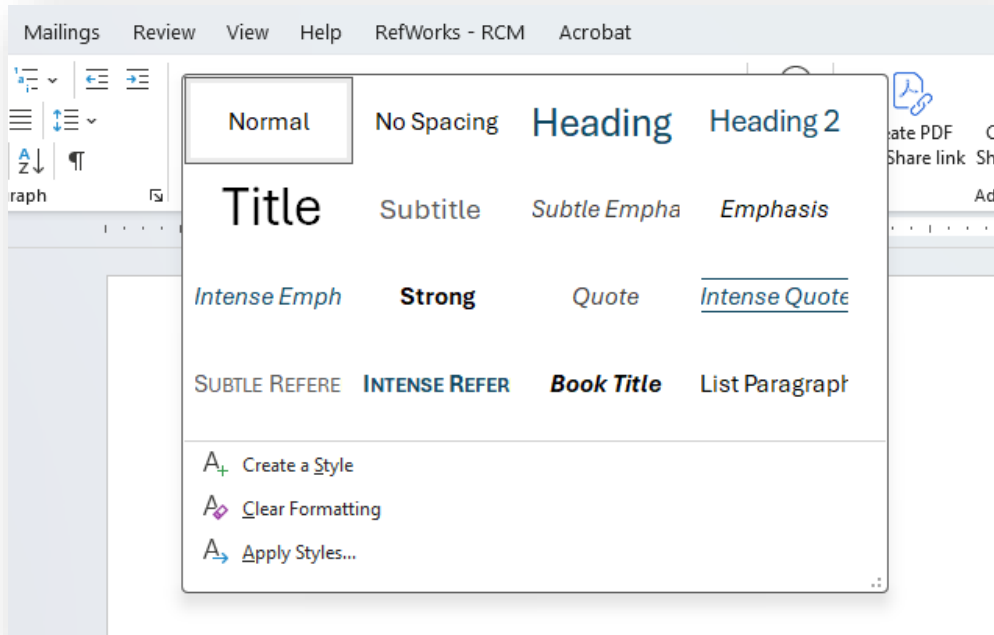 Mailings Review View Help RefWorks - RCM Acrobat
Normal No Spacing Heading Heading 2
ate PDF
Share link Sh
raph Ad
Title Subtitle Subtle Empha Emphasis
Intense Emph Strong Quote Intense Quote
SUBTLE REFERE INTENSE REFER Book Title List Paragraph
Create a Style
Clear Formatting
Apply Styles...